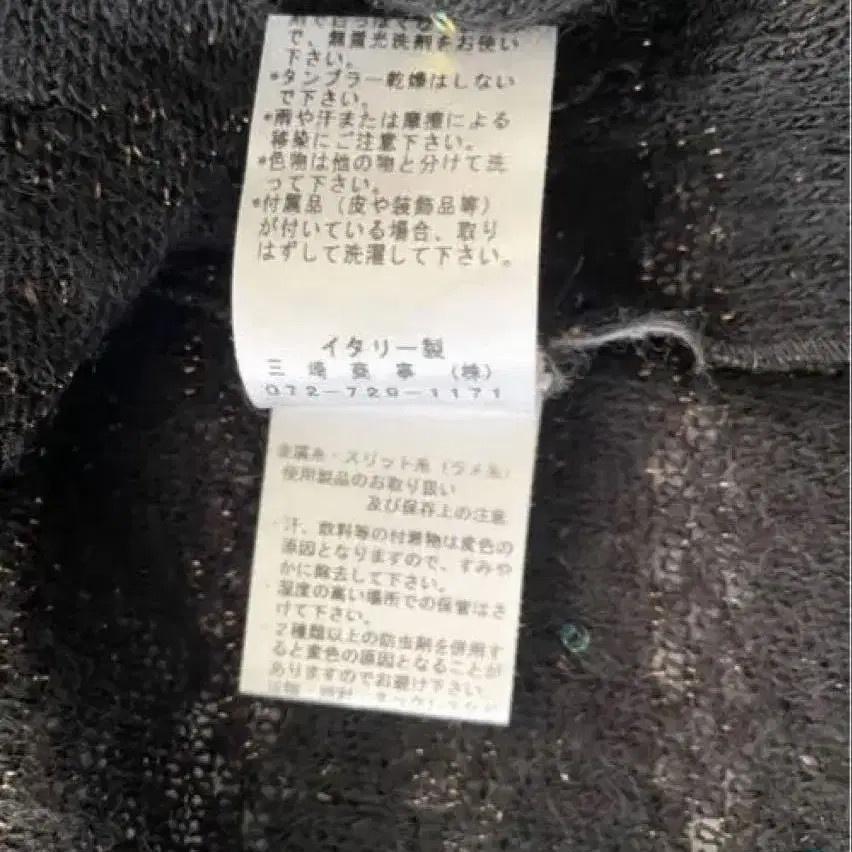 で、無蛍光洗剤をお使い
下さい。
*タンブラー乾燥はしない
で下さい。
*雨や汗または摩擦による
移染にご注意下さい。
*色物は他の物と分けて洗
って下さい。
*付属品（皮や装飾品等）
が付いている場合、取り
はずして洗濯して下さい。
イタリー製
三崎商事（株）
072-729-1171
金属糸・スリット糸（ラメ糸）
使用製品のお取り扱い
及び保存上の注意
・汗、飲料等の付着物は変色の
原因となりますので、すみや
かに除去して下さい。
・湿度の高い場所での保管はさ
けて下さい。
・2種類以上の防虫剤を併用す
ると変色の原因となることが
ありますのでお避け下さい。